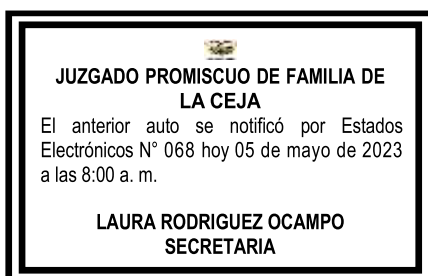 JUZGADO PROMISCUO DE FAMILIA DE
LA CEJA
El anterior auto se notificó por Estados
Electrónicos N° 068 hoy 05 de mayo de 2023
a las 8:00 a. m.
LAURA RODRIGUEZ OCAMPO
SECRETARIA